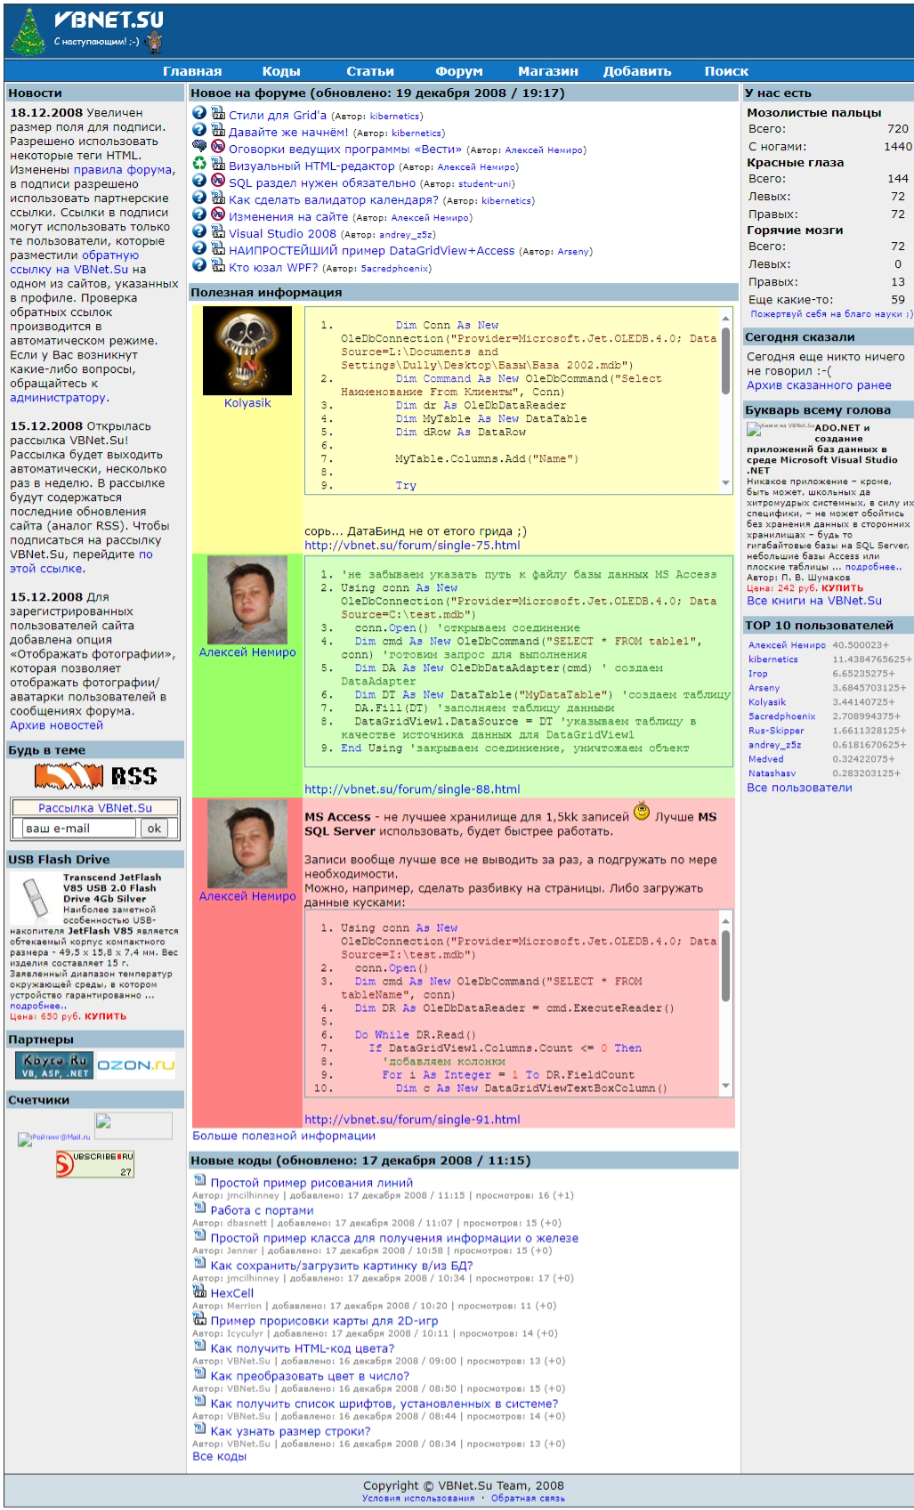 VBNET.SU
С наступающим! ;-)
Главная Коды Статьи Форум Магазин Добавить Поиск
Новости
18.12.2008 Увеличен
размер поля для подписи.
Разрешено использовать
некоторые теги HTML.
Изменены правила форума,
в подписи разрешено
использовать партнерские
ссылки. Ссылки в подписи
могут использовать только
те пользователи, которые
разместили обратную
ссылку на VBNet.Su на
одном из сайтов, указанных
в профиле. Проверка
обратных ссылок
производится в
автоматическом режиме.
Если у Вас возникнут
какие-либо вопросы,
обращайтесь к
администратору.
15.12.2008 Открылась
рассылка VBNet.Su!
Рассылка будет выходить
автоматически, несколько
раз в неделю. В рассылке
будут содержаться
последние обновления
сайта (аналог RSS). Чтобы
подписаться на рассылку
VBNet.Su, перейдите по
этой ссылке.
15.12.2008 Для
зарегистрированных
пользователей сайта
добавлена опция
«Отображать фотографии»,
которая позволяет
отображать фотографии/
аватарки пользователей в
сообщениях форума.
Архив новостей
Будь в теме
RSS
Рассылка VBNet.Su
ваш e-mail ok
USB Flash Drive
Transcend JetFlash
V85 USB 2.0 Flash
Drive 4Gb Silver
Наиболее заметной
особенностью USB-
накопителя JetFlash V85 является
обтекаемый корпус компактного
размера - 49,5 x 15,8 x 7,4 мм. Вес
изделия составляет 15 г.
Заявленный диапазон температур
окружающей среды, в котором
устройство гарантированно ...
подробнее..
Цена: 650 руб. КУПИТЬ
Партнеры
Kbyte.Ru
VB, ASP, .NET
OZON.ru
Счетчики
Рейтинг@Mail.ru
SUBSCRIBE.RU
27
Новое на форуме (обновлено: 19 декабря 2008 / 19:17)
Стили для Grid'а (Автор: kibernetics)
Давайте же начнём! (Автор: kibernetics)
Оговорки ведущих программы «Вести» (Автор: Алексей Немиро)
Визуальный HTML-редактор (Автор: Алексей Немиро)
SQL раздел нужен обязательно (Автор: student-uni)
Как сделать валидатор календаря? (Автор: kibernetics)
Изменения на сайте (Автор: Алексей Немиро)
Visual Studio 2008 (Автор: andrey_z5z)
НАИПРОСТЕЙШИЙ пример DataGridView+Access (Автор: Arseny)
Кто юзал WPF? (Автор: 5acredphoenix)
Полезная информация
Kolyasik
1. Dim Conn As New
OleDbConnection("Provider=Microsoft.Jet.OLEDB.4.0; Data
Source=L:\Documents and
Settings\Dully\Desktop\Базы\База 2002.mdb")
2. Dim Command As New OleDbCommand("Select
Наименование From Клиенты", Conn)
3. Dim dr As OleDbDataReader
4. Dim MyTable As New DataTable
5. Dim dRow As DataRow
6.
7. MyTable.Columns.Add("Name")
8.
9. Try
сорь... ДатаБинд не от етого грида ;)
http://vbnet.su/forum/single-75.html
Алексей Немиро
1. 'не забываем указать путь к файлу базы данных MS Access
2. Using conn As New
OleDbConnection("Provider=Microsoft.Jet.OLEDB.4.0; Data
Source=C:\test.mdb")
3. conn.Open() 'открываем соединение
4. Dim cmd As New OleDbCommand("SELECT * FROM table1",
conn) 'готовим запрос для выполнения
5. Dim DA As New OleDbDataAdapter(cmd) ' создаем
DataAdapter
6. Dim DT As New DataTable("MyDataTable") 'создаем таблицу
7. DA.Fill(DT) 'заполняем таблицу данными
8. DataGridView1.DataSource = DT 'указываем таблицу в
качестве источника данных для DataGridView1
9. End Using 'закрываем соединиение, уничтожаем объект
http://vbnet.su/forum/single-88.html
Алексей Немиро
MS Access - не лучшее хранилище для 1,5kk записей Лучше MS
SQL Server использовать, будет быстрее работать.
Записи вообще лучше все не выводить за раз, а подгружать по мере
необходимости.
Можно, например, сделать разбивку на страницы. Либо загружать
данные кусками:
1. Using conn As New
OleDbConnection("Provider=Microsoft.Jet.OLEDB.4.0; Data
Source=I:\test.mdb")
2. conn.Open()
3. Dim cmd As New OleDbCommand("SELECT * FROM
tableName", conn)
4. Dim DR As OleDbDataReader = cmd.ExecuteReader()
5.
6. Do While DR.Read()
7. If DataGridView1.Columns.Count <= 0 Then
8. 'добавляем колонки
9. For i As Integer = 1 To DR.FieldCount
10. Dim c As New DataGridViewTextBoxColumn()
http://vbnet.su/forum/single-91.html
Больше полезной информации
Новые коды (обновлено: 17 декабря 2008 / 11:15)
Простой пример рисования линий
Автор: jmcilhinney | добавлено: 17 декабря 2008 / 11:15 | просмотров: 16 (+1)
Работа с портами
Автор: dbasnett | добавлено: 17 декабря 2008 / 11:07 | просмотров: 15 (+0)
Простой пример класса для получения информации о железе
Автор: Jenner | добавлено: 17 декабря 2008 / 10:58 | просмотров: 15 (+0)
Как сохранить/загрузить картинку в/из БД?
Автор: jmcilhinney | добавлено: 17 декабря 2008 / 10:34 | просмотров: 17 (+0)
HexCell
Автор: Merrion | добавлено: 17 декабря 2008 / 10:20 | просмотров: 11 (+0)
Пример прорисовки карты для 2D-игр
Автор: Icyculyr | добавлено: 17 декабря 2008 / 10:11 | просмотров: 14 (+0)
Как получить HTML-код цвета?
Автор: VBNet.Su | добавлено: 16 декабря 2008 / 09:00 | просмотров: 13 (+0)
Как преобразовать цвет в число?
Автор: VBNet.Su | добавлено: 16 декабря 2008 / 08:50 | просмотров: 15 (+0)
Как получить список шрифтов, установленных в системе?
Автор: VBNet.Su | добавлено: 16 декабря 2008 / 08:44 | просмотров: 14 (+0)
Как узнать размер строки?
Автор: VBNet.Su | добавлено: 16 декабря 2008 / 08:34 | просмотров: 13 (+0)
Все коды
У нас есть
Мозолистые пальцы
Всего: 720
С ногами: 1440
Красные глаза
Всего: 144
Левых: 72
Правых: 72
Горячие мозги
Всего: 72
Левых: 0
Правых: 13
Еще какие-то: 59
Пожертвуй себя на благо науки ;)
Сегодня сказали
Сегодня еще никто ничего
не говорил :-(
Архив сказанного ранее
Букварь всему голова
Книги на VBNet.Su
ADO.NET и
создание
приложений баз данных в
среде Microsoft Visual Studio
.NET
Никакое приложение – кроме,
быть может, школьных да
хитромудрых системных, в силу их
специфики, – не может обойтись
без хранения данных в сторонних
хранилищах – будь то
гигабайтовые базы на SQL Server,
небольшие базы Access или
плоские таблицы ... подробнее..
Автор: П. В. Шумаков
Цена: 242 руб. КУПИТЬ
Все книги на VBNet.Su
TOP 10 пользователей
Алексей Немиро 40.500023+
kibernetics 11.4384765625+
Irop 6.65235275+
Arseny 3.6845703125+
Kolyasik 3.44140725+
5acredphoenix 2.708994375+
Rus-Skipper 1.6611328125+
andrey_z5z 0.6181670625+
Medved 0.32422075+
Natashasv 0.283203125+
Все пользователи
Copyright © VBNet.Su Team, 2008
Условия использования · Обратная связь